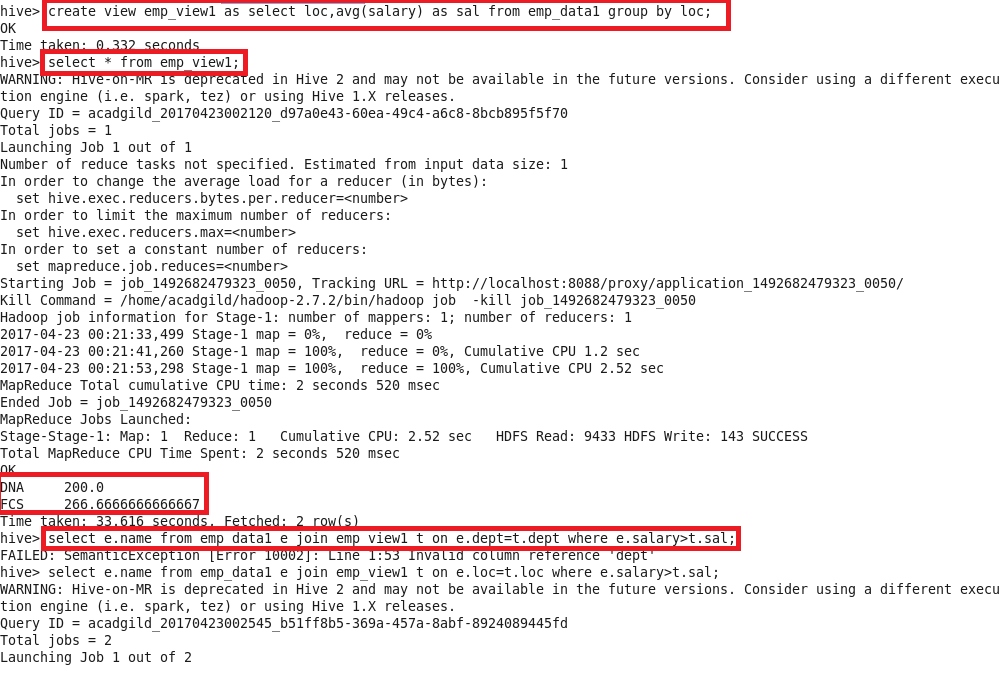 hive> create view emp_view1 as select loc,avg(salary) as sal from emp_data1 group by loc;
OK
Time taken: 0.332 seconds
hive> select * from emp_view1;
WARNING: Hive-on-MR is deprecated in Hive 2 and may not be available in the future versions. Consider using a different execu
tion engine (i.e. spark, tez) or using Hive 1.X releases.
Query ID = acadgild_20170423002120_d97a0e43-60ea-49c4-a6c8-8bcb895f5f70
Total jobs = 1
Launching Job 1 out of 1
Number of reduce tasks not specified. Estimated from input data size: 1
In order to change the average load for a reducer (in bytes):
  set hive.exec.reducers.bytes.per.reducer=<number>
In order to limit the maximum number of reducers:
  set hive.exec.reducers.max=<number>
In order to set a constant number of reducers:
  set mapreduce.job.reduces=<number>
Starting Job = job_1492682479323_0050, Tracking URL = http://localhost:8088/proxy/application_1492682479323_0050/
Kill Command = /home/acadgild/hadoop-2.7.2/bin/hadoop job  -kill job_1492682479323_0050
Hadoop job information for Stage-1: number of mappers: 1; number of reducers: 1
2017-04-23 00:21:33,499 Stage-1 map = 0%,  reduce = 0%
2017-04-23 00:21:41,260 Stage-1 map = 100%,  reduce = 0%, Cumulative CPU 1.2 sec
2017-04-23 00:21:53,298 Stage-1 map = 100%,  reduce = 100%, Cumulative CPU 2.52 sec
MapReduce Total cumulative CPU time: 2 seconds 520 msec
Ended Job = job_1492682479323_0050
MapReduce Jobs Launched:
Stage-Stage-1: Map: 1  Reduce: 1   Cumulative CPU: 2.52 sec   HDFS Read: 9433 HDFS Write: 143 SUCCESS
Total MapReduce CPU Time Spent: 2 seconds 520 msec
OK
DNA     200.0
FCS     266.6666666666667
Time taken: 33.616 seconds, Fetched: 2 row(s)
hive> select e.name from emp_data1 e join emp_view1 t on e.dept=t.dept where e.salary>t.sal;
FAILED: SemanticException [Error 10002]: Line 1:53 Invalid column reference 'dept'
hive> select e.name from emp_data1 e join emp_view1 t on e.loc=t.loc where e.salary>t.sal;
WARNING: Hive-on-MR is deprecated in Hive 2 and may not be available in the future versions. Consider using a different execu
tion engine (i.e. spark, tez) or using Hive 1.X releases.
Query ID = acadgild_20170423002545_b51ff8b5-369a-457a-8abf-8924089445fd
Total jobs = 2
Launching Job 1 out of 2